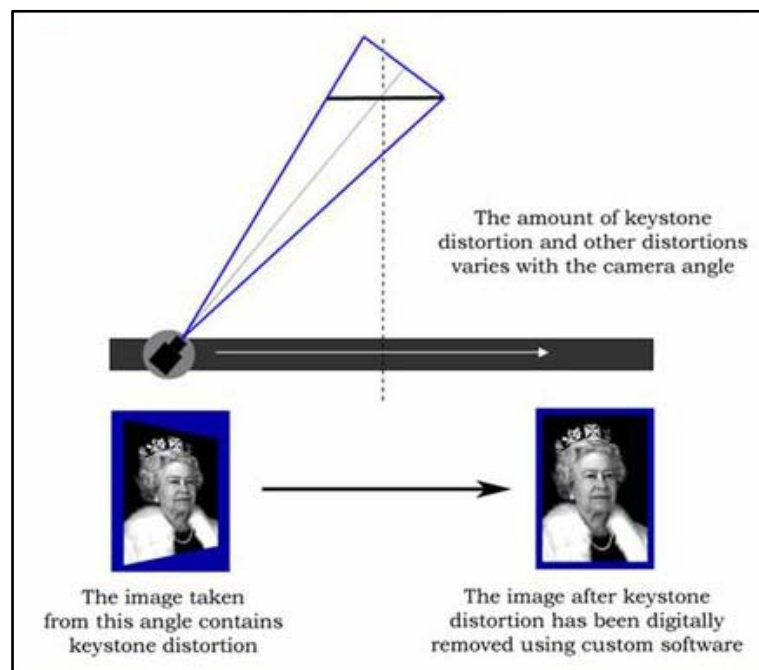 The amount of keystone
distortion and other distortions
varies with the camera angle
The image taken
from this angle contains
keystone distortion
The image after keystone
distortion has been digitally
removed using custom software